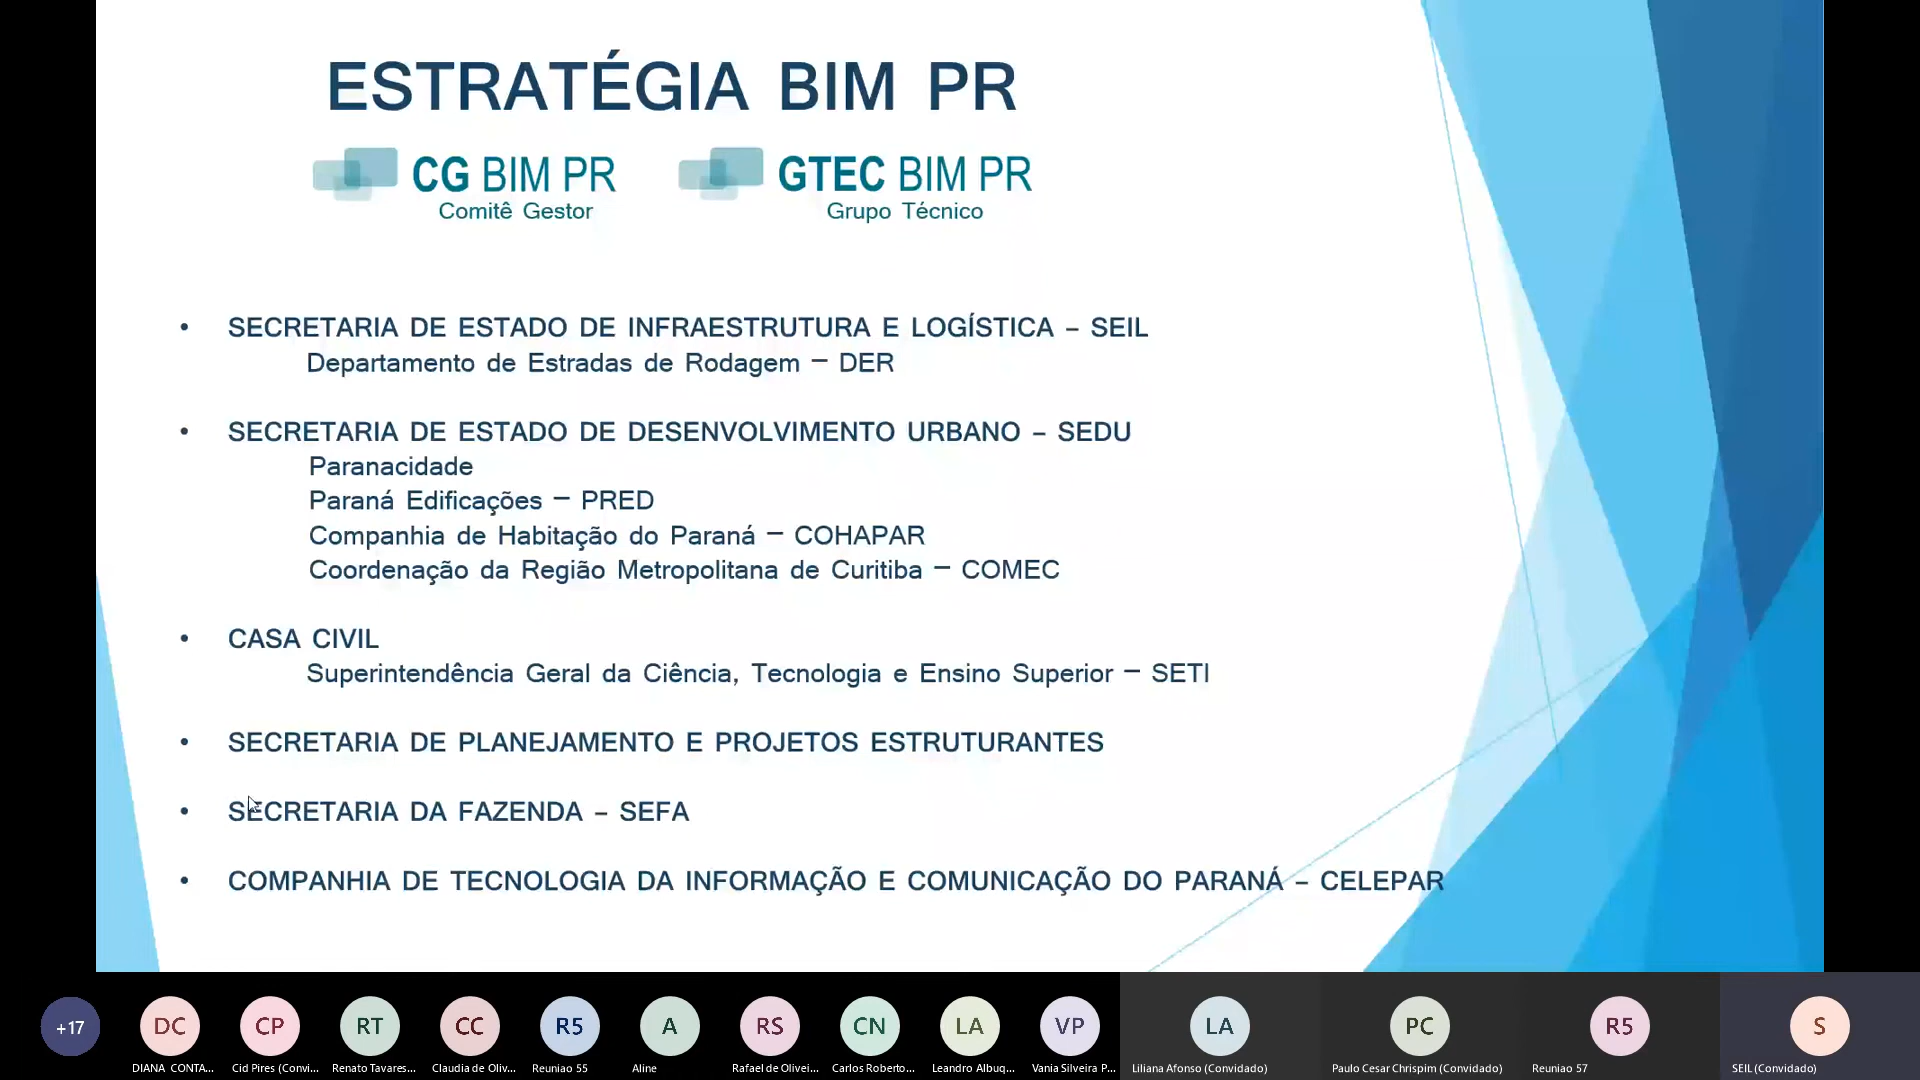 ESTRATÉGIA BIM PR
CG BIM PR
Comitê Gestor
GTEC BIM PR
Grupo Técnico
• SECRETARIA DE ESTADO DE INFRAESTRUTURA E LOGÍSTICA – SEIL
Departamento de Estradas de Rodagem – DER
• SECRETARIA DE ESTADO DE DESENVOLVIMENTO URBANO – SEDU
Paranacidade
Paraná Edificações – PRED
Companhia de Habitação do Paraná – COHAPAR
Coordenação da Região Metropolitana de Curitiba – COMEC
• CASA CIVIL
Superintendência Geral da Ciência, Tecnologia e Ensino Superior – SETI
• SECRETARIA DE PLANEJAMENTO E PROJETOS ESTRUTURANTES
• SECRETARIA DA FAZENDA – SEFA
• COMPANHIA DE TECNOLOGIA DA INFORMAÇÃO E COMUNICAÇÃO DO PARANÁ – CELEPAR
+17 DC CP RT CC R5 A RS CN LA VP LA PC R5 S
DIANA CONTA... Cid Pires (Convi... Renato Tavares... Claudia de Oliv... Reuniao 55 Aline Rafael de Olivei... Carlos Roberto... Leandro Albuq... Vania Silveira P... Liliana Afonso (Convidado) Paulo Cesar Chrispim (Convidado) Reuniao 57 SEIL (Convidado)